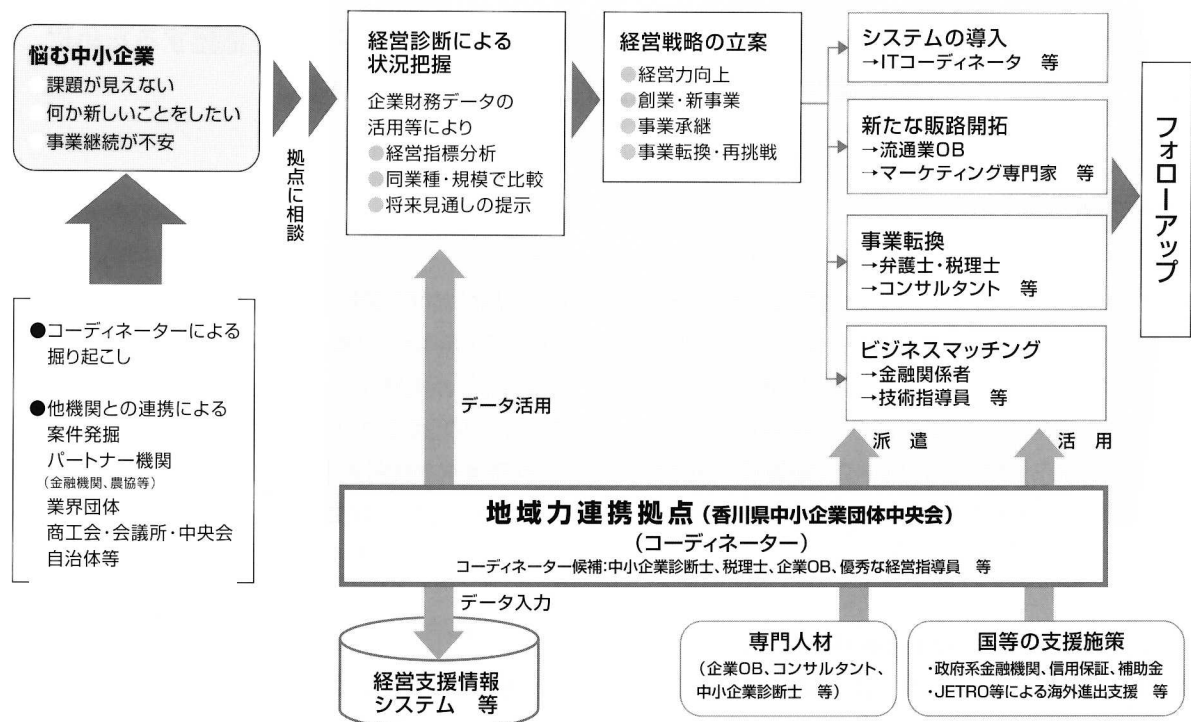 悩む中小企業
課題が見えない
何か新しいことをしたい
事業継続が不安
●コーディネーターによる
掘り起こし
●他機関との連携による
案件発掘
パートナー機関
(金融機関、農協等)
業界団体
商工会・会議所・中央会
自治体等
拠点に相談
経営診断による
状況把握
企業財務データの
活用等により
●経営指標分析
●同業種・規模で比較
●将来見通しの提示
経営戦略の立案
●経営力向上
●創業・新事業
●事業承継
●事業転換・再挑戦
システムの導入
→ITコーディネータ 等
新たな販路開拓
→流通業OB
→マーケティング専門家 等
事業転換
→弁護士・税理士
→コンサルタント 等
ビジネスマッチング
→金融関係者
→技術指導員 等
フォローアップ
データ活用
派 遣
活 用
地域力連携拠点(香川県中小企業団体中央会)
(コーディネーター)
コーディネーター候補:中小企業診断士、税理士、企業OB、優秀な経営指導員 等
データ入力
経営支援情報
システム 等
専門人材
(企業OB、コンサルタント、
中小企業診断士 等)
国等の支援施策
・政府系金融機関、信用保証、補助金
・JETRO等による海外進出支援 等